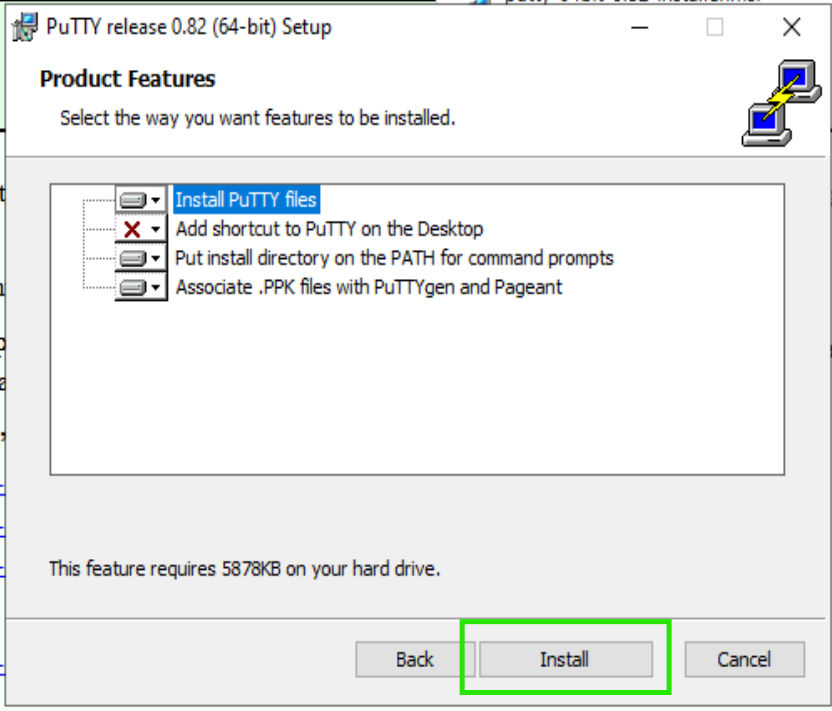 PuTTY release 0.82 (64-bit) Setup
Product Features
Select the way you want features to be installed.
Install PuTTY files
Add shortcut to PuTTY on the Desktop
Put install directory on the PATH for command prompts
Associate .PPK files with PuTTYgen and Pageant
This feature requires 5878KB on your hard drive.
Back
Install
Cancel